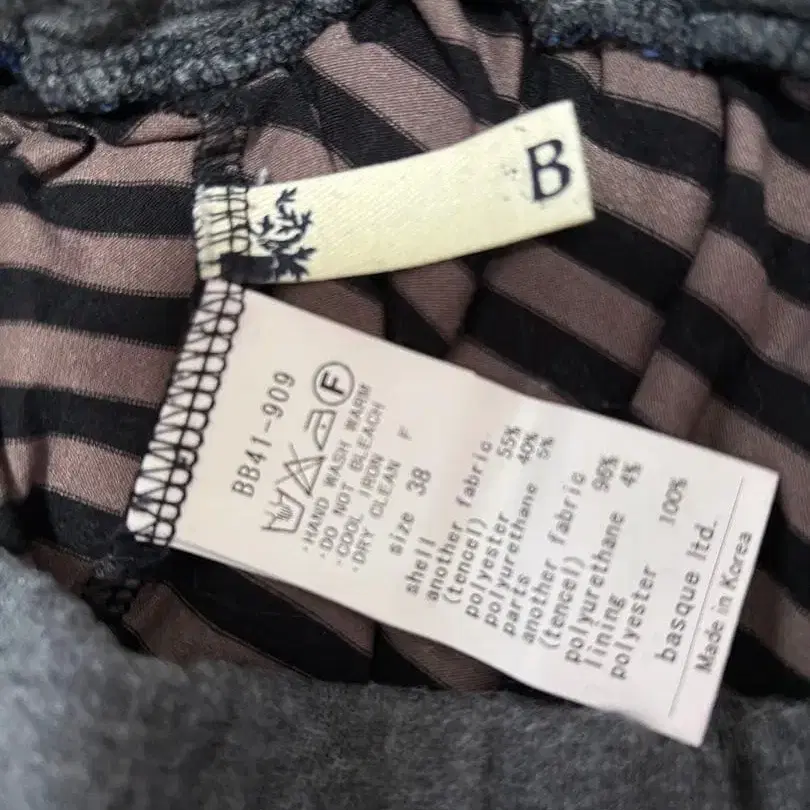 B
BB41-909
F
·HAND WASH WARM
·DO NOT BLEACH
·COOL IRON
·DRY CLEAN F
size 38
shell
another fabric
(tencel) 55%
polyester 40%
polyurethane 5%
parts
another fabric
(tencel) 96%
polyurethane 4%
lining
polyester 100%
basque ltd.
Made in Korea